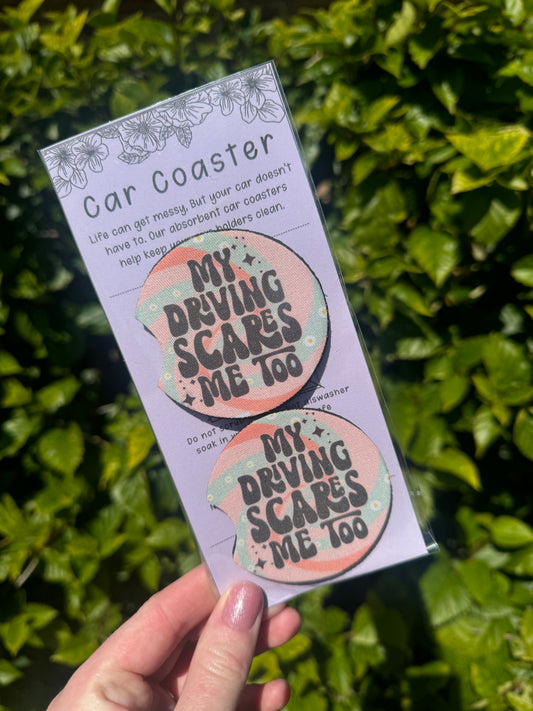 Car Coaster
Life can get messy, But your car doesn't
have to. Our absorbent car coasters
help keep holders clean.
MY
DRIVING
SCARES
ME TOO
Do not
soak in
MY
DRIVING
SCARES
ME TOO